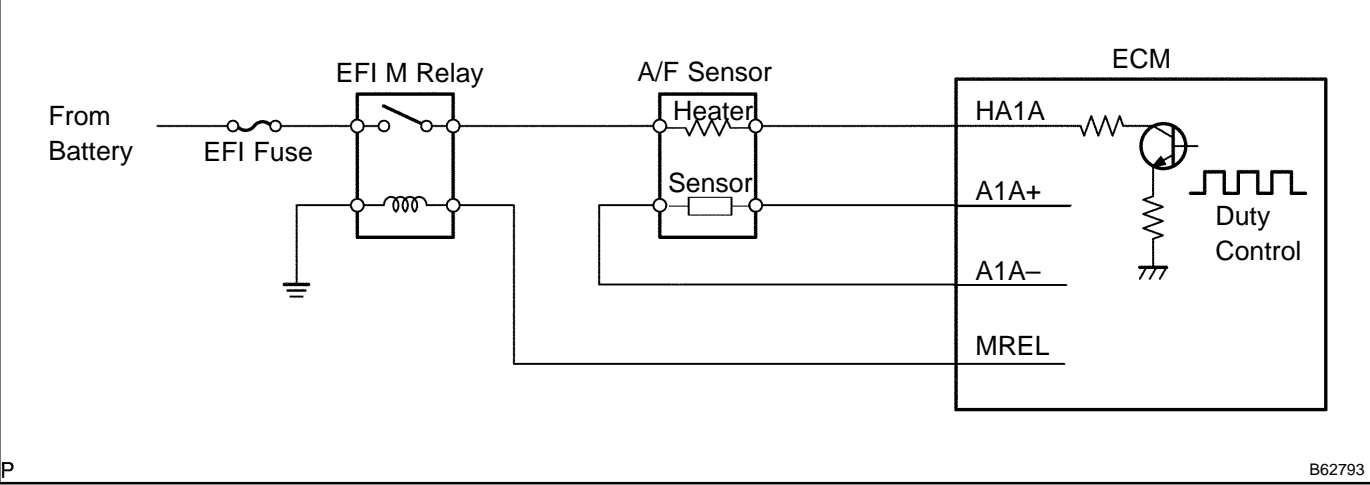 ECM
EFI M Relay
A/F Sensor
From
Battery
EFI Fuse
Heater
HA1A
Sensor
A1A+
Duty
Control
A1A–
MREL
P
B62793